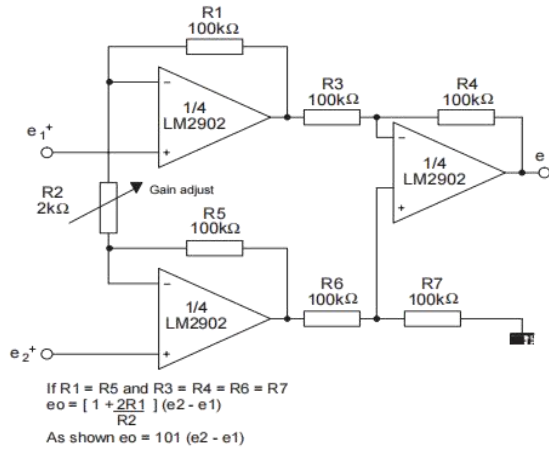 R1
100kΩ
1/4
LM2902
R3
100kΩ
R4
100kΩ
e1+
e
1/4
LM2902
R2
2kΩ
Gain adjust
R5
100kΩ
1/4
LM2902
R6
100kΩ
R7
100kΩ
e2+
If R1 = R5 and R3 = R4 = R6 = R7
eo = [ 1 + 2R1 ] (e2 - e1)
R2
As shown eo = 101 (e2 - e1)